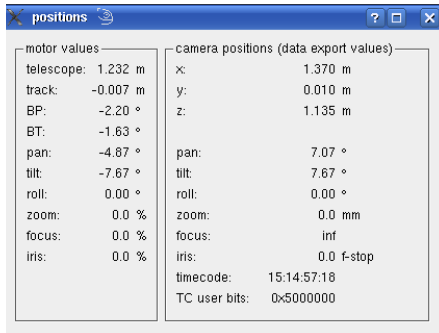 positions
motor values
telescope: 1.232 m
track: -0.007 m
BP: -2.20 °
BT: -1.63 °
pan: -4.87 °
tilt: -7.67 °
roll: 0.00 °
zoom: 0.0 %
focus: 0.0 %
iris: 0.0 %
camera positions (data export values)
x: 1.370 m
y: 0.010 m
z: 1.135 m
pan: 7.07 °
tilt: 7.67 °
roll: 0.00 °
zoom: 0.0 mm
focus: inf
iris: 0.0 f-stop
timecode: 15:14:57:18
TC user bits: 0x5000000